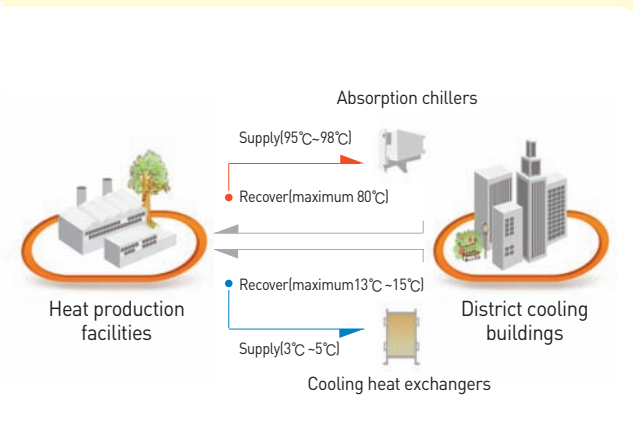 Absorption chillers
Supply(95℃~98℃)
Recover(maximum 80℃)
Recover(maximum13℃ ~15℃)
Supply(3℃ ~5℃)
Cooling heat exchangers
Heat production
facilities
District cooling
buildings